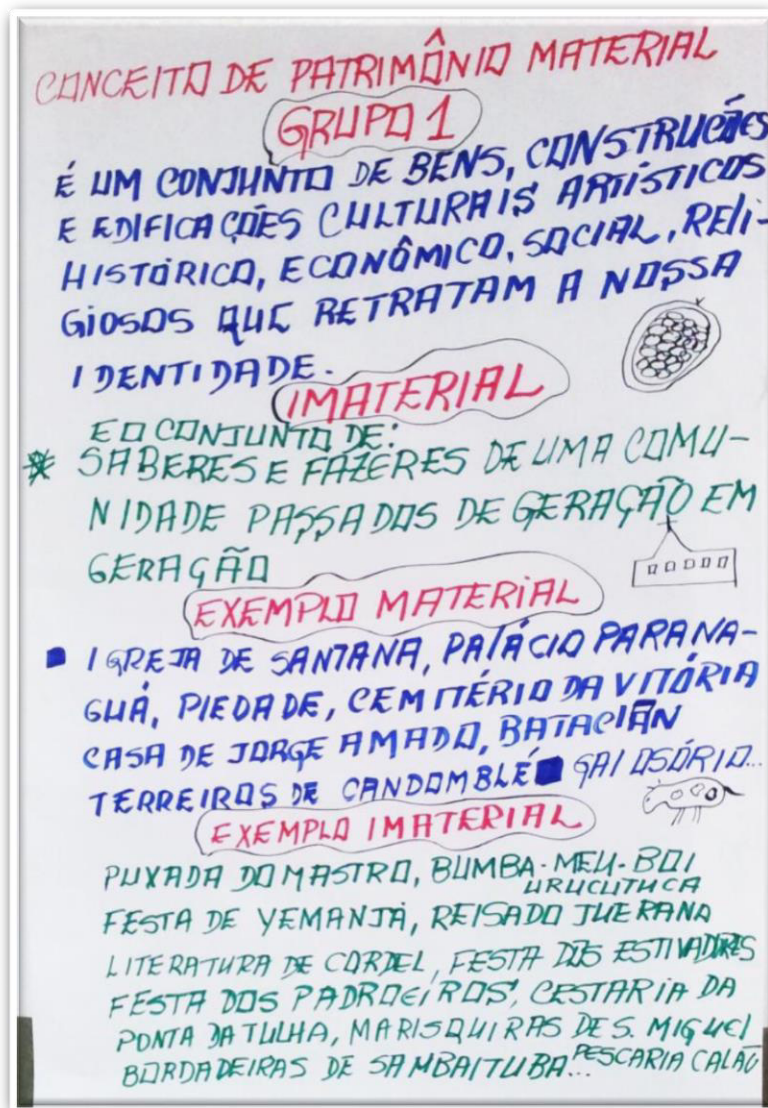 CONCEITO DE PATRIMÔNIO MATERIAL
GRUPO 1
É UM CONJUNTO DE BENS, CONSTRUÇÕES
E EDIFICAÇÕES CULTURAIS ARTÍSTICOS
HISTÓRICO, ECONÔMICO, SOCIAL, RELI-
GIOSOS QUE RETRATAM A NOSSA
IDENTIDADE.
IMATERIAL
E O CONJUNTO DE:
* SABERES E FAZERES DE UMA COMU-
NIDADE PASSADOS DE GERAÇÃO EM
GERAÇÃO
EXEMPLO MATERIAL
IGREJA DE SANTANA, PALÁCIO PARANA-
GUÁ, PIEDADE, CEMITÉRIO DA VITÓRIA
CASA DE JORGE AMADO, BATACLÃN
TERREIROS DE CANDOMBLÉ GAL OSÓRIO...
EXEMPLO IMATERIAL
PUXADA DO MASTRO, BUMBA-MEU-BOI
URUCUTUCA
FESTA DE YEMANJÁ, REISADO JUERANA
LITERATURA DE CORDEL, FESTA DOS ESTIVADORES
FESTA DOS PADROEIROS, CESTARIA DA
PONTA DA TULHA, MARISQUIRAS DE S. MIGUEL
BORDADEIRAS DE SAMBAITUBA... PESCARIA CALÃO